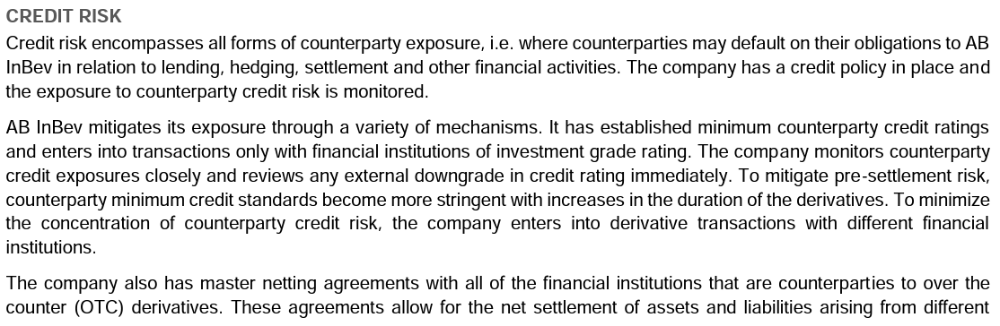 CREDIT RISK
Credit risk encompasses all forms of counterparty exposure, i.e. where counterparties may default on their obligations to AB
InBev in relation to lending, hedging, settlement and other financial activities. The company has a credit policy in place and
the exposure to counterparty credit risk is monitored.
AB InBev mitigates its exposure through a variety of mechanisms. It has established minimum counterparty credit ratings
and enters into transactions only with financial institutions of investment grade rating. The company monitors counterparty
credit exposures closely and reviews any external downgrade in credit rating immediately. To mitigate pre-settlement risk,
counterparty minimum credit standards become more stringent with increases in the duration of the derivatives. To minimize
the concentration of counterparty credit risk, the company enters into derivative transactions with different financial
institutions.
The company also has master netting agreements with all of the financial institutions that are counterparties to over the
counter (OTC) derivatives. These agreements allow for the net settlement of assets and liabilities arising from different